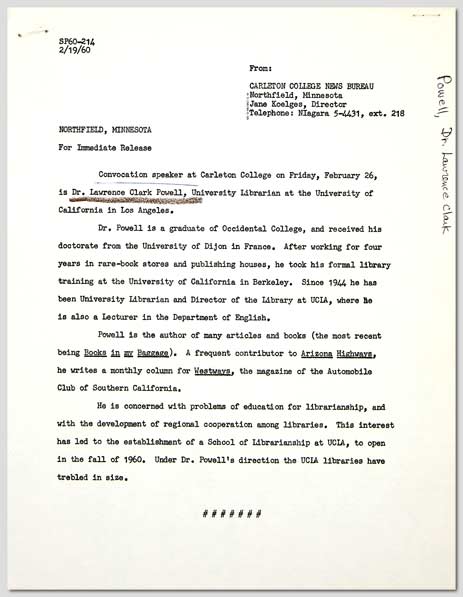 SP60-214
2/19/60
From:
CARLETON COLLEGE NEWS BUREAU
Northfield, Minnesota
Jane Koelges, Director
Telephone: NIagara 5-4431, ext. 218
Powell, Dr. Lawrence Clark
NORTHFIELD, MINNESOTA
For Immediate Release
Convocation speaker at Carleton College on Friday, February 26,
is Dr. Lawrence Clark Powell, University Librarian at the University of
California in Los Angeles.
Dr. Powell is a graduate of Occidental College, and received his
doctorate from the University of Dijon in France. After working for four
years in rare-book stores and publishing houses, he took his formal library
training at the University of California in Berkeley. Since 1944 he has
been University Librarian and Director of the Library at UCLA, where he
is also a Lecturer in the Department of English.
Powell is the author of many articles and books (the most recent
being Books in my Baggage). A frequent contributor to Arizona Highways,
he writes a monthly column for Westways, the magazine of the Automobile
Club of Southern California.
He is concerned with problems of education for librarianship, and
with the development of regional cooperation among libraries. This interest
has led to the establishment of a School of Librarianship at UCLA, to open
in the fall of 1960. Under Dr. Powell's direction the UCLA libraries have
trebled in size.
# # # # # # #